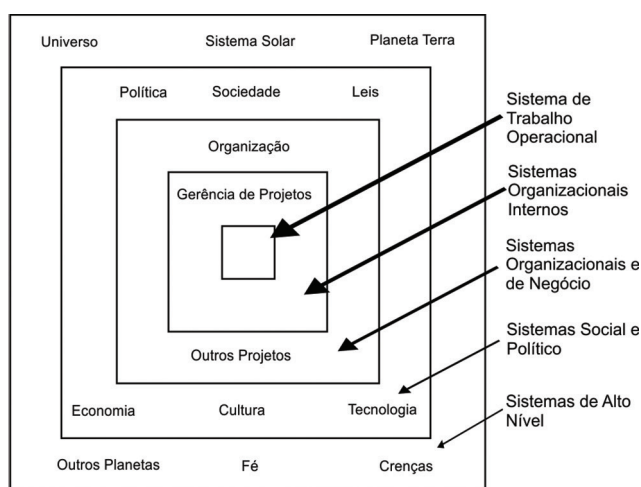 Universo
Sistema Solar
Planeta Terra
Política
Sociedade
Leis
Organização
Gerência de Projetos
Outros Projetos
Economia
Cultura
Tecnologia
Outros Planetas
Fé
Crenças
Sistema de
Trabalho
Operacional
Sistemas
Organizacionais
Internos
Sistemas
Organizacionais e
de Negócio
Sistemas Social e
Político
Sistemas de Alto
Nível